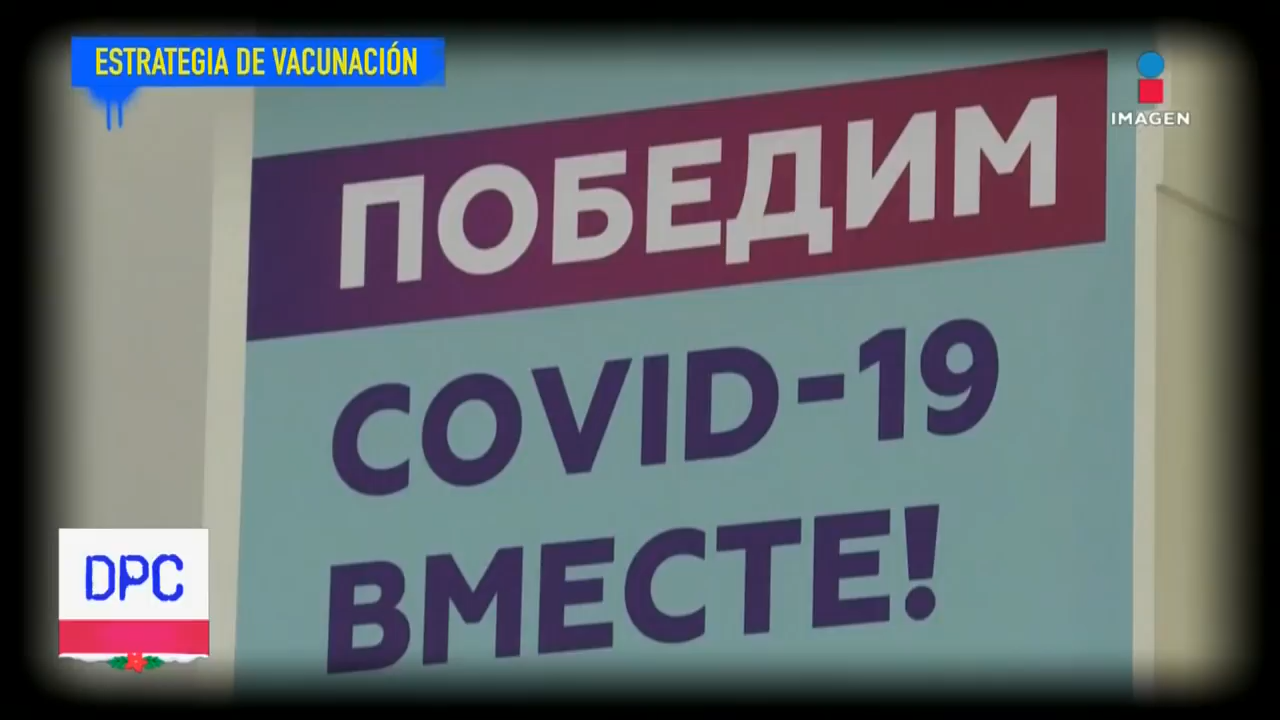 ESTRATEGIA DE VACUNACIÓN
IMAGEN
ПОБЕДИМ
COVID-19
ВМЕСТЕ!
DPC